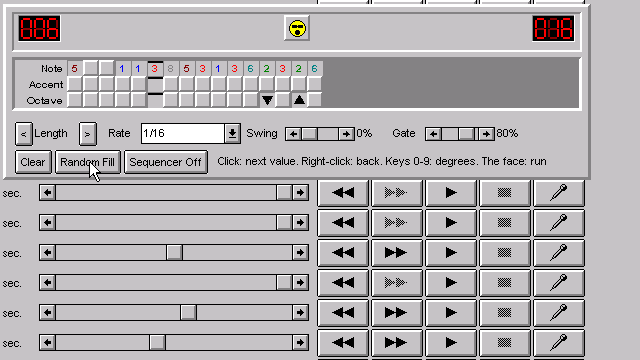 006 006
Note 5 1 1 3 8 5 3 1 3 6 2 3 2 6
Accent
Octave
< Length > Rate 1/16 Swing 0% Gate 80%
Clear Random Fill Sequencer Off Click: next value. Right-click: back. Keys 0-9: degrees. The face: run
sec.
sec.
sec.
sec.
sec.
sec.